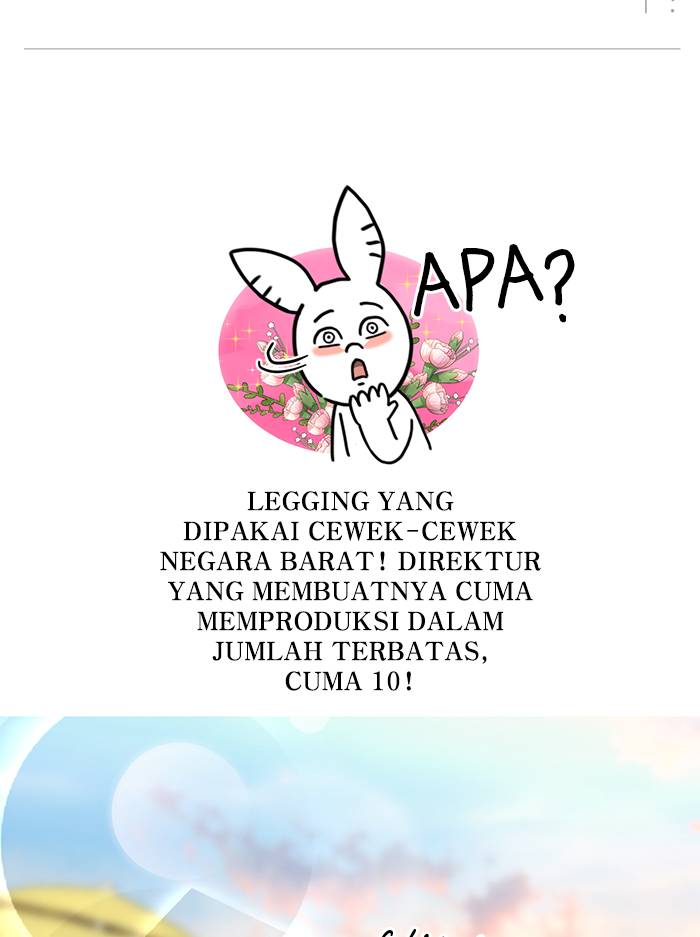 APA?
LEGGING YANG
DIPAKAI CEWEK-CEWEK
NEGARA BARAT! DIREKTUR
YANG MEMBUATNYA CUMA
MEMPRODUKSI DALAM
JUMLAH TERBATAS,
CUMA 10!